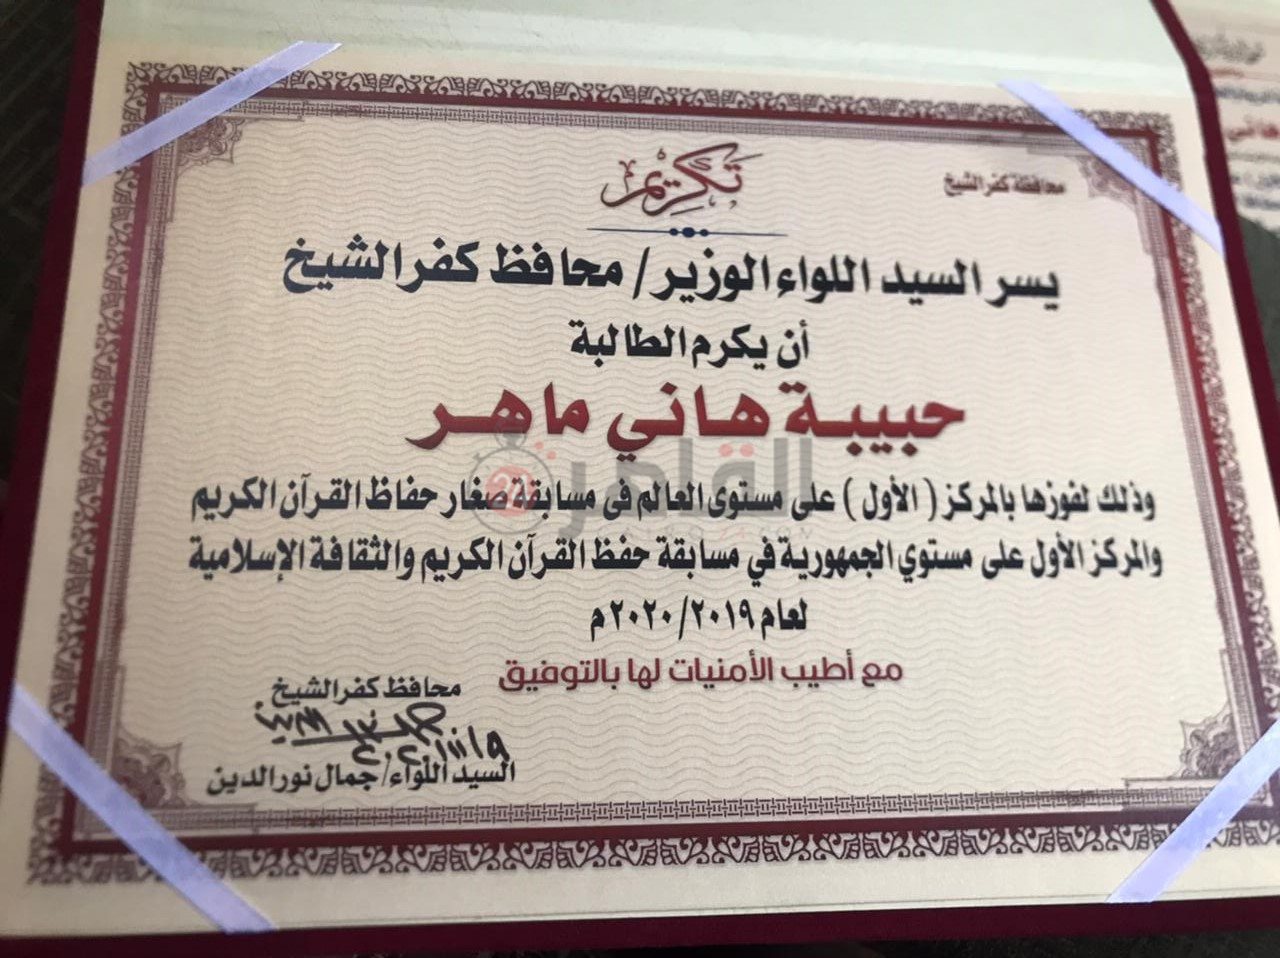 محافظة كفر الشيخ
تكريم
يسر السيد اللواء الوزير/ محافظ كفر الشيخ
أن يكرم الطالبة
حبيبة هاني ماهر
وذلك لفوزها بالمركز ( الأول ) على مستوى العالم فى مسابقة صغار حفاظ القرآن الكريم
والمركز الأول على مستوي الجمهورية في مسابقة حفظ القرآن الكريم والثقافة الإسلامية
لعام ٢٠١٩/ ٢٠٢٠م
مع أطيب الأمنيات لها بالتوفيق
محافظ كفر الشيخ
السيد اللواء/ جمال نور الدين
القاهرة 24